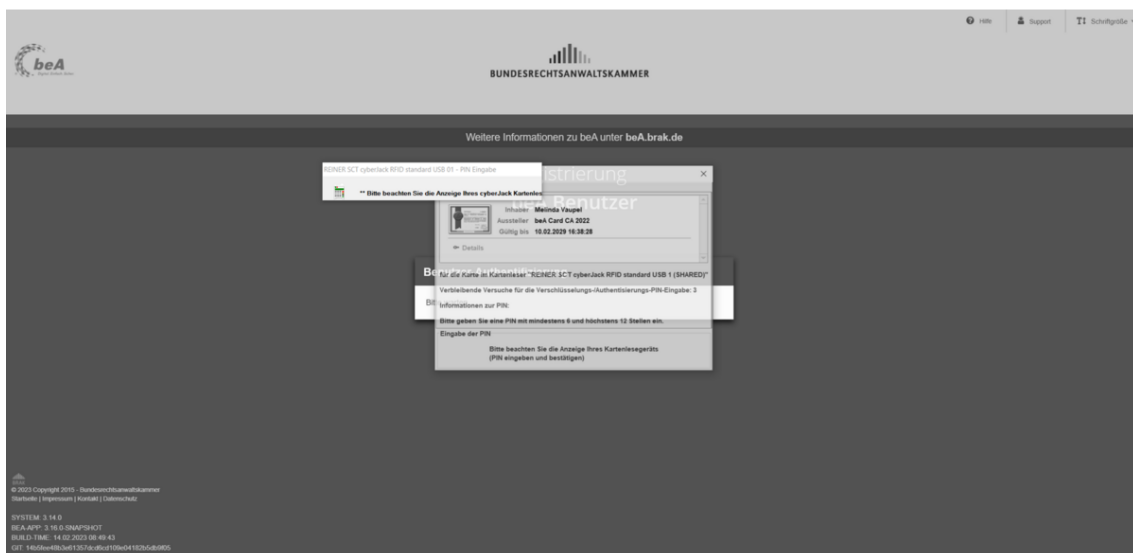 Hilfe
Support
Schriftgröße
beA
BUNDESRECHTSANWALTSKAMMER
Weitere Informationen zu beA unter beA.brak.de
REINER SCT cyberJack RFID standard USB 01 - PIN Eingabe
** Bitte beachten Sie die Anzeige Ihres cyberJack Kartenles
istrierung
Benutzer
Inhaber Melinda Vaupel
Aussteller beA Card CA 2022
Gültig bis 10.02.2029 16:38:28
Details
für die Karte in Kartenleser "REINER SCT cyberJack RFID standard USB 1 (SHARED)"
Verbleibende Versuche für die Verschlüsselungs-/Authentisierungs-PIN-Eingabe: 3
Informationen zur PIN:
Bitte geben Sie eine PIN mit mindestens 6 und höchstens 12 Stellen ein.
Eingabe der PIN
Bitte beachten Sie die Anzeige Ihres Kartenlesegeräts
(PIN eingeben und bestätigen)
© 2023 Copyright 2015 - Bundesrechtsanwaltskammer
Startseite | Impressum | Kontakt | Datenschutz
SYSTEM: 3.14.0
BEA-APP: 3.16.0-SNAPSHOT
BUILD-TIME: 14.02.2023 08:49:43